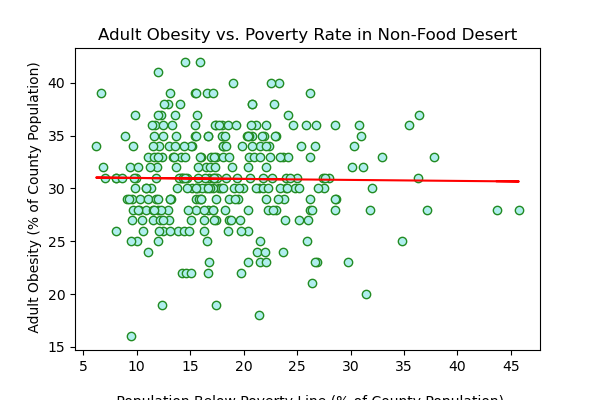 Adult Obesity vs. Poverty Rate in Non-Food Desert
Adult Obesity (% of County Population)
40
35
30
25
20
15
5 10 15 20 25 30 35 40 45
Population Below Poverty Line (% of County Population)